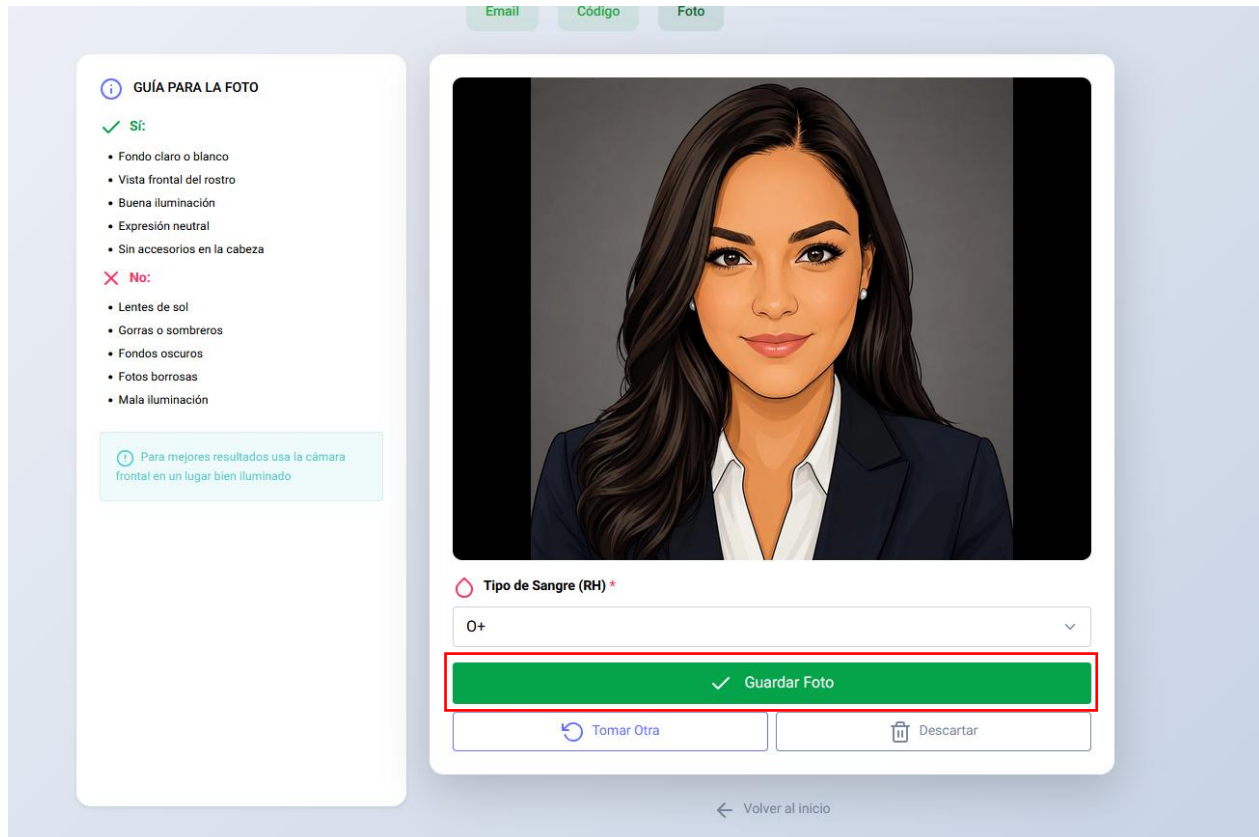 Email
Código
Foto
GUÍA PARA LA FOTO
Sí:
• Fondo claro o blanco
• Vista frontal del rostro
• Buena iluminación
• Expresión neutral
• Sin accesorios en la cabeza
No:
• Lentes de sol
• Gorras o sombreros
• Fondos oscuros
• Fotos borrosas
• Mala iluminación
Para mejores resultados usa la cámara
frontal en un lugar bien iluminado
Tipo de Sangre (RH) *
O+
Guardar Foto
Tomar Otra
Descartar
Volver al inicio